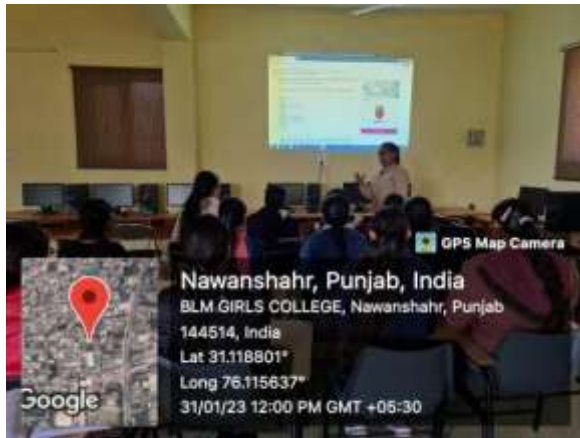 GPS Map Camera
Nawanshahr, Punjab, India
BLM GIRLS COLLEGE, Nawanshahr, Punjab
144514, India
Lat 31.118801°
Long 76.115637°
31/01/23 12:00 PM GMT +05:30
Google